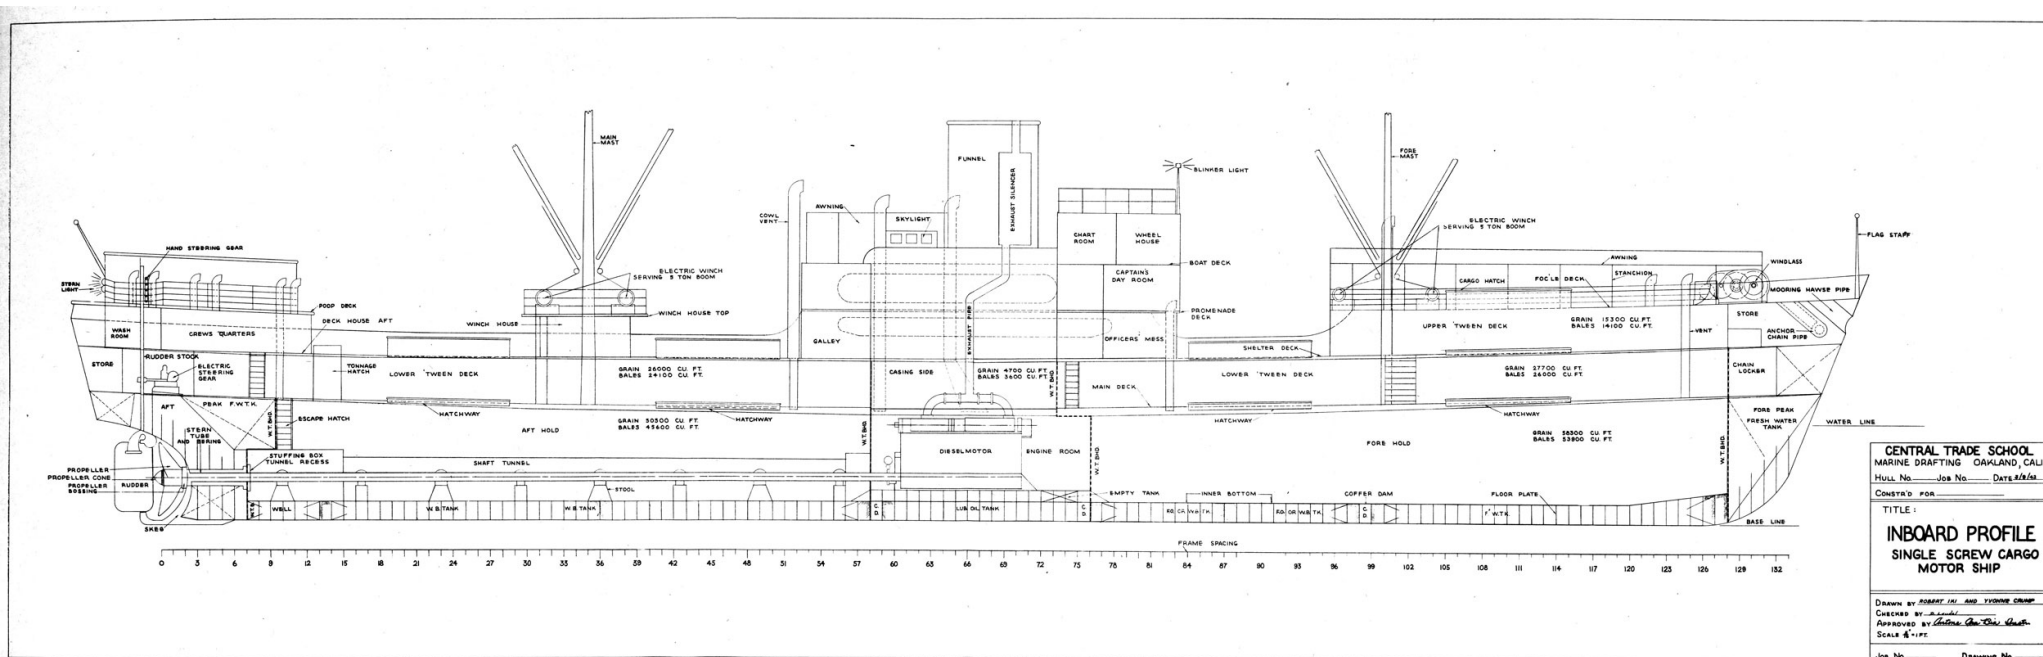 MAIN
MAST
FUNNEL
EXHAUST SILENCER
FORE
MAST
BLINKER LIGHT
COWL
VENT
AWNING
SKYLIGHT
CHART
ROOM
WHEEL
HOUSE
ELECTRIC WINCH
SERVING 5 TON BOOM
FLAG STAFF
HAND STEERING GEAR
STERN
LIGHT
ELECTRIC WINCH
SERVING 5 TON BOOM
BOAT DECK
CAPTAIN'S
DAY ROOM
AWNING
CARGO HATCH
FOC'LE DECK
STANCHION
WINDLASS
MOORING HAWSE PIPE
POOP DECK
DECK HOUSE AFT
WINCH HOUSE
WINCH HOUSE TOP
PROMENADE
DECK
WASH
ROOM
CREWS QUARTERS
GALLEY
EXHAUST PIPE
OFFICERS MESS
SHELTER DECK
UPPER 'TWEEN DECK
GRAIN 15300 CU. FT.
BALES 14100 CU. FT.
VENT
STORE
ANCHOR
CHAIN PIPE
STORE
RUDDER STOCK
ELECTRIC
STEERING
GEAR
TONNAGE
HATCH
LOWER 'TWEEN DECK
GRAIN 26000 CU. FT.
BALES 24100 CU. FT.
CASING SIDE
GRAIN 4700 CU. FT.
BALES 3600 CU. FT.
W.T. BHD.
MAIN DECK
LOWER 'TWEEN DECK
GRAIN 27700 CU. FT.
BALES 26000 CU. FT.
CHAIN
LOCKER
AFT
PEAK F.W.T.K.
W.T. BHD.
ESCAPE HATCH
HATCHWAY
HATCHWAY
HATCHWAY
HATCHWAY
STERN
TUBE
AND BERING
AFT HOLD
GRAIN 50500 CU. FT.
BALES 45600 CU. FT.
W.T. BHD.
DIESELMOTOR
ENGINE ROOM
W.T. BHD.
FORE HOLD
GRAIN 58300 CU. FT.
BALES 53800 CU. FT.
W.T. BHD.
FORE PEAK
FRESH WATER
TANK
WATER LINE
STUFFING BOX
TUNNEL RECESS
SHAFT TUNNEL
PROPELLER
PROPELLER CONE
PROPELLER
BOSSING
RUDDER
STOOL
SKEG
W.T.B.
WELL
W.B. TANK
W.B. TANK
C.
D.
LUB OIL TANK
C.
D.
EMPTY TANK
INNER BOTTOM
COFFER DAM
FLOOR PLATE
F.O. OR W.B. TK.
F.O. OR W.B. TK.
C.
D.
F.W.T.K.
BASE LINE
FRAME SPACING
0 3 6 9 12 15 18 21 24 27 30 33 36 39 42 45 48 51 54 57 60 63 66 69 72 75 78 81 84 87 90 93 96 99 102 105 108 111 114 117 120 123 126 129 132
CENTRAL TRADE SCHOOL
MARINE DRAFTING OAKLAND, CALI
HULL No. JOB No. DATE
CONSTR'D FOR
TITLE:
INBOARD PROFILE
SINGLE SCREW CARGO
MOTOR SHIP
DRAWN BY ROBERT IKI AND YVONNE CRUMP
CHECKED BY
APPROVED BY
SCALE
JOB No. DRAWING No.